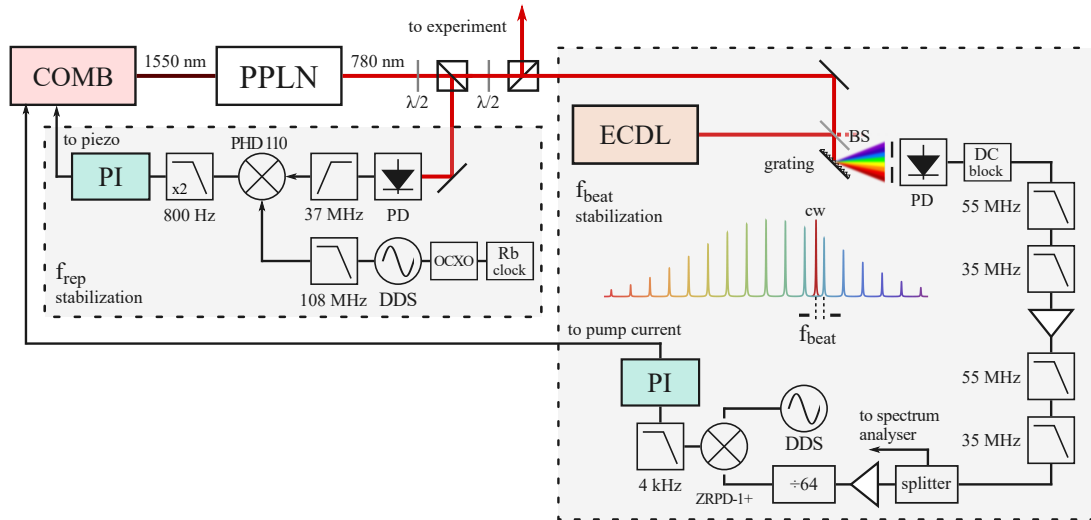 to experiment
COMB
1550 nm
PPLN
780 nm
λ/2
λ/2
to piezo
PI
x2
800 Hz
PHD 110
37 MHz
PD
108 MHz
DDS
OCXO
Rb
clock
f_rep
stabilization
ECDL
BS
grating
PD
DC
block
55 MHz
35 MHz
f_beat
stabilization
cw
f_beat
55 MHz
35 MHz
to pump current
PI
4 kHz
ZRPD-1+
DDS
÷64
to spectrum
analyser
splitter